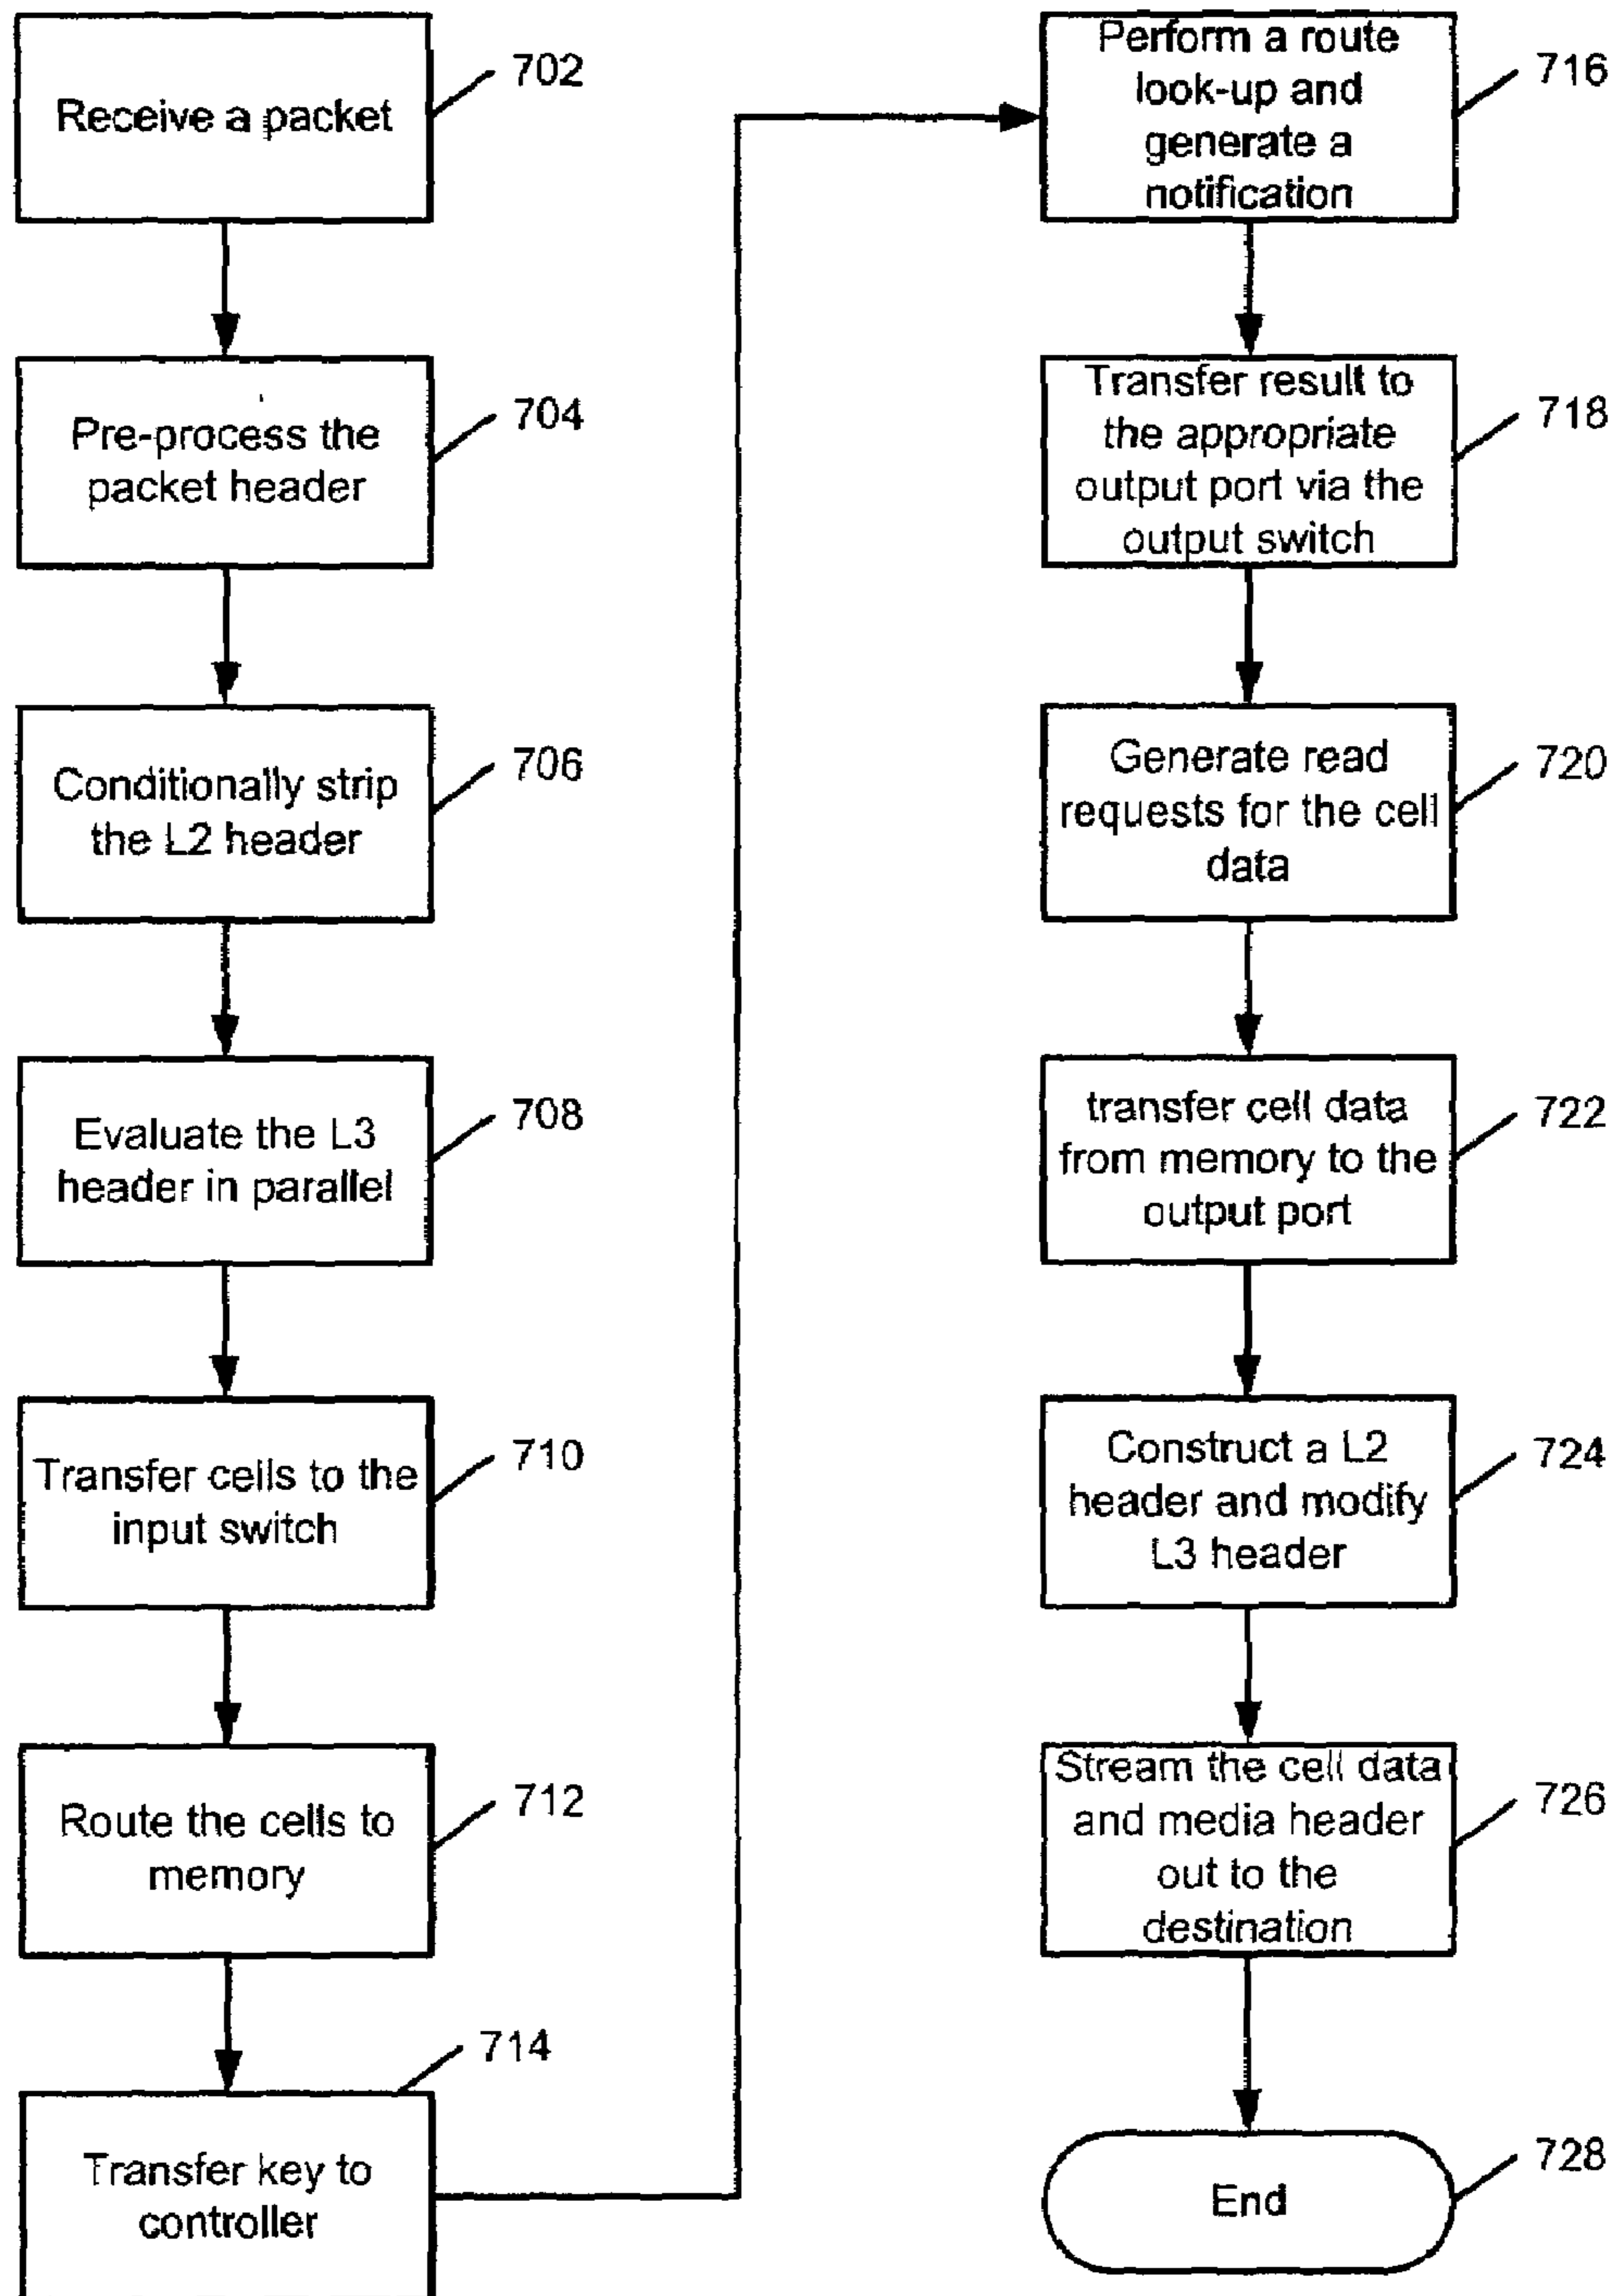 Receive a packet
702
Pre-process the
packet header
704
Conditionally strip
the L2 header
706
Evaluate the L3
header in parallel
708
Transfer cells to the
input switch
710
Route the cells to
memory
712
Transfer key to
controller
714
Perform a route
look-up and
generate a
notification
716
Transfer result to
the appropriate
output port via the
output switch
718
Generate read
requests for the cell
data
720
transfer cell data
from memory to the
output port
722
Construct a L2
header and modify
L3 header
724
Stream the cell data
and media header
out to the
destination
726
End
728